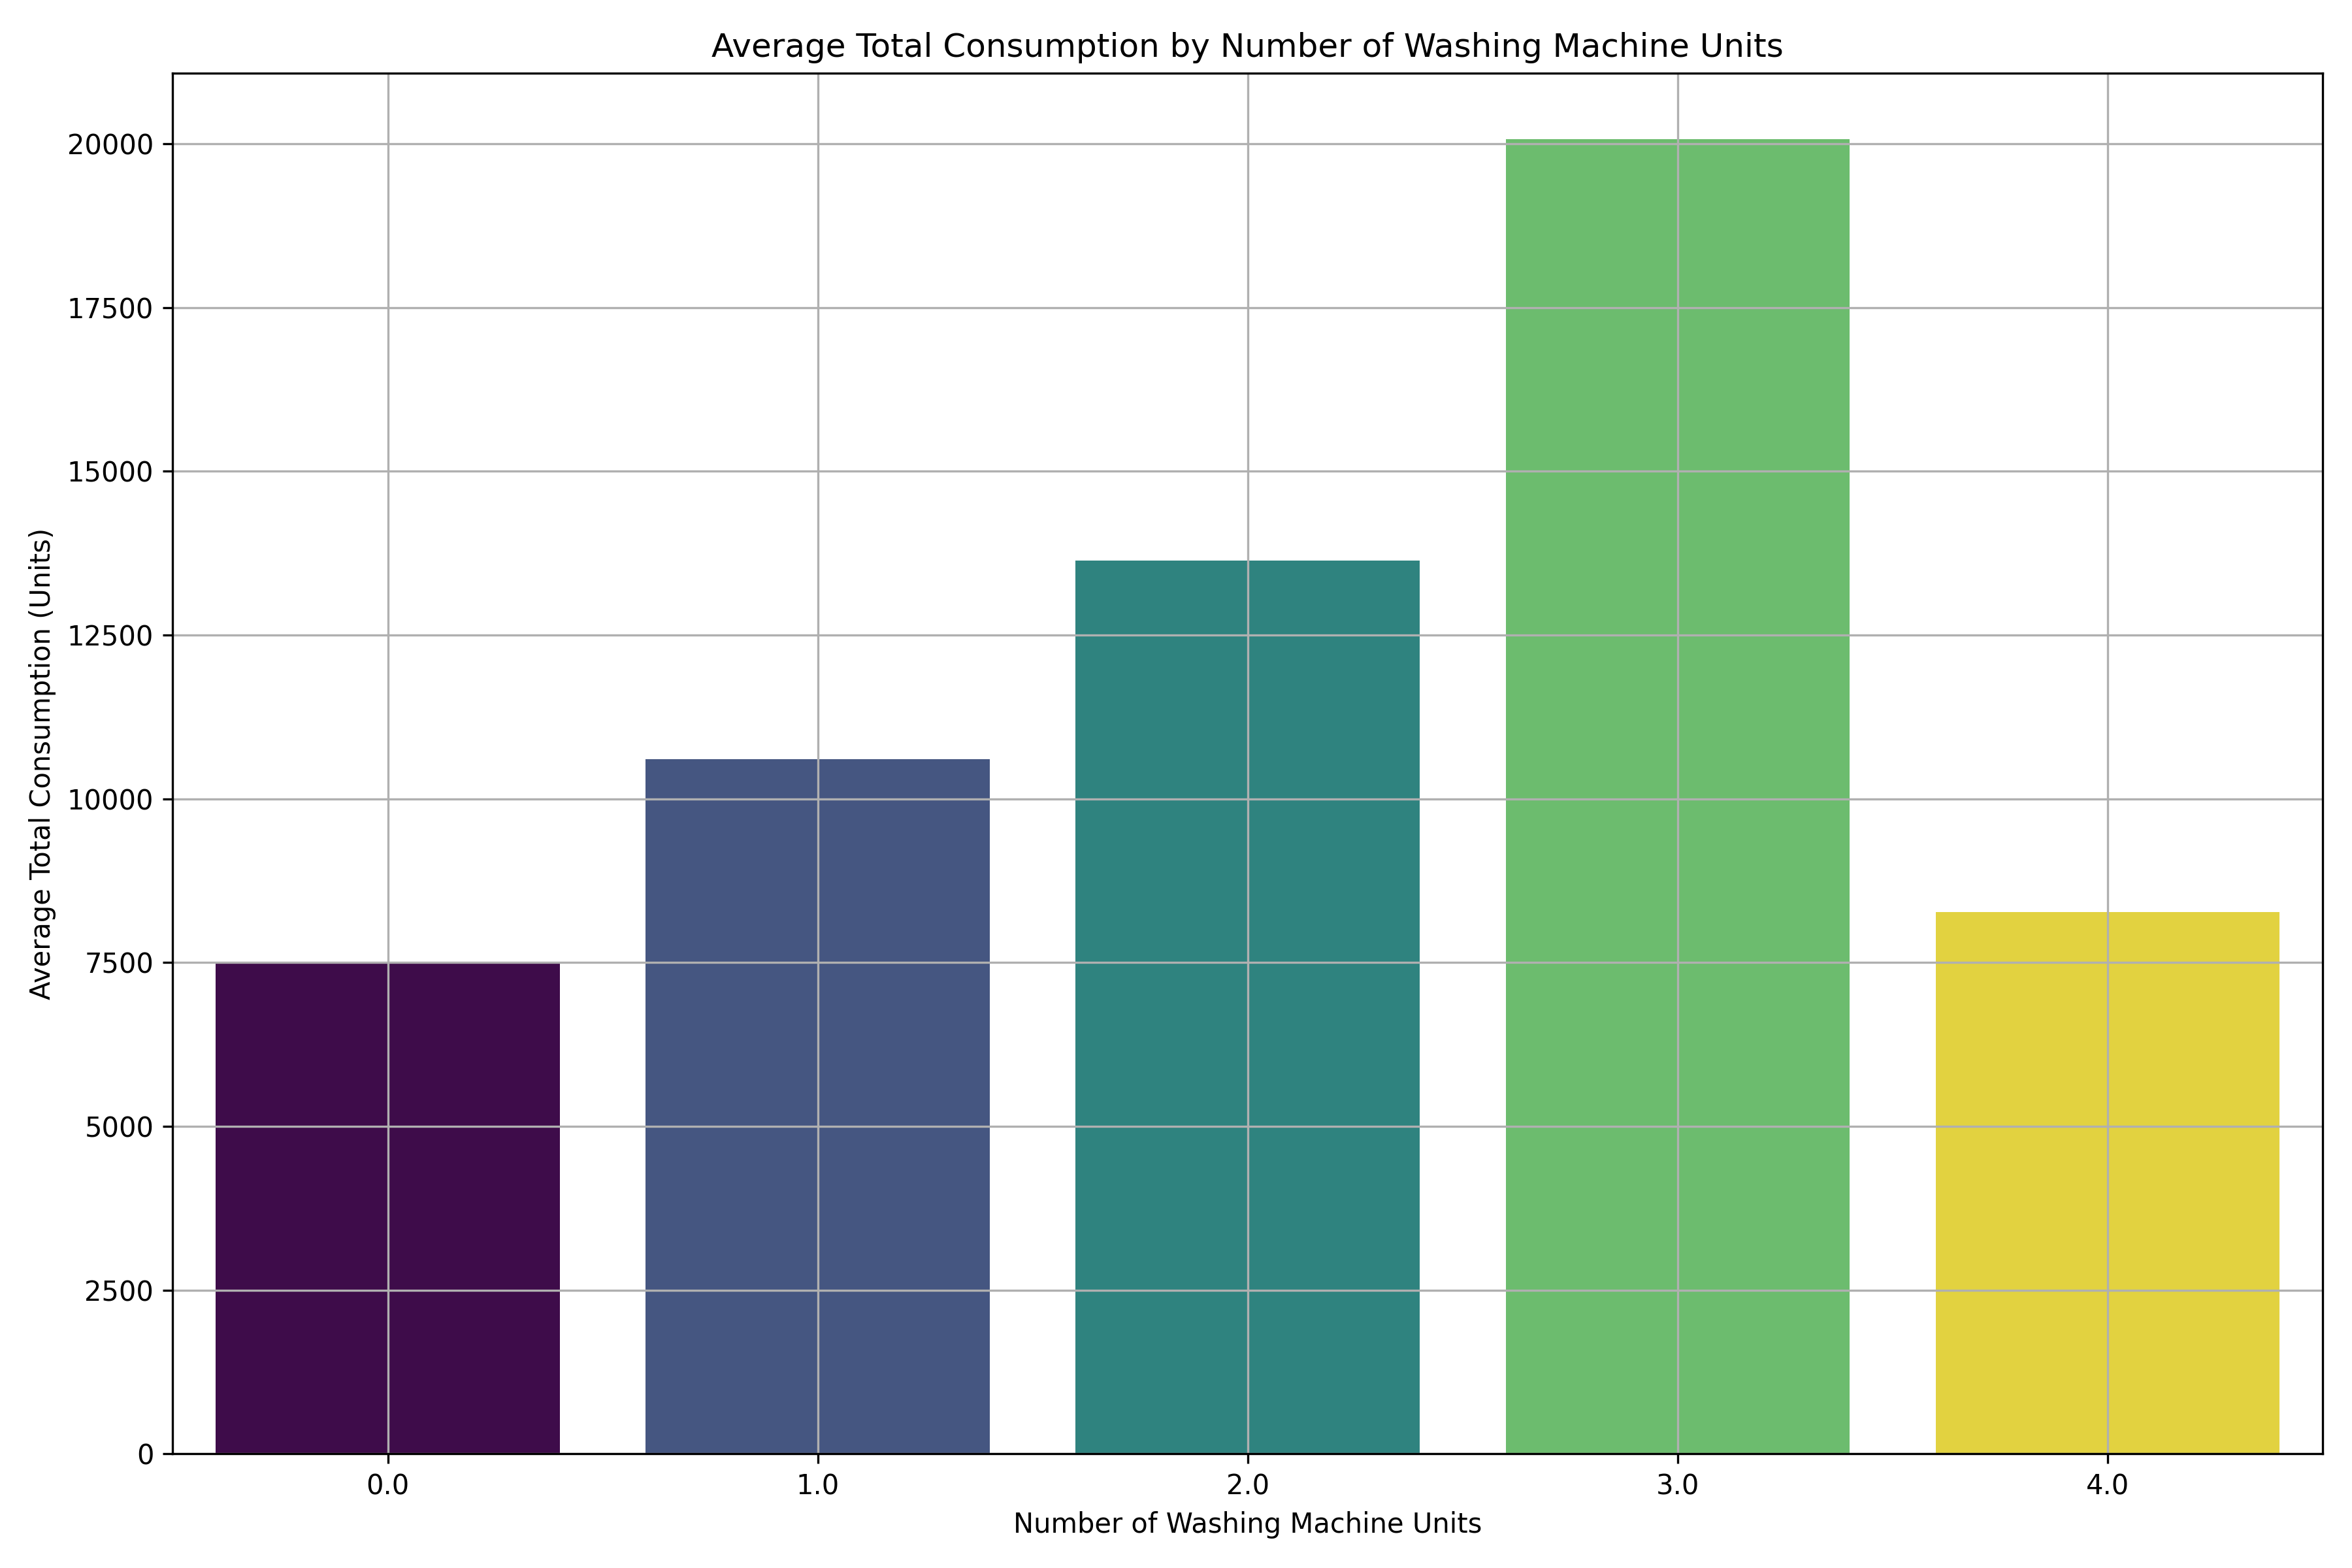 Average Total Consumption by Number of Washing Machine Units
Average Total Consumption (Units)
20000
17500
15000
12500
10000
7500
5000
2500
0
0.0 1.0 2.0 3.0 4.0
Number of Washing Machine Units